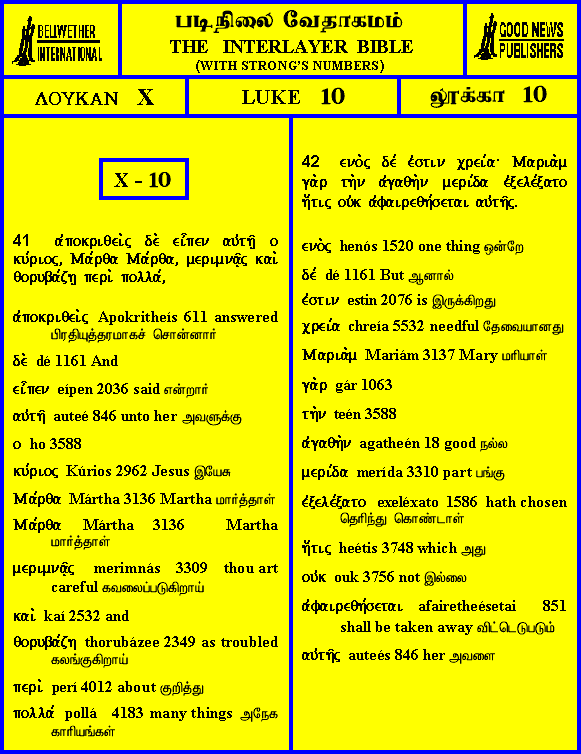 BELLWETHER
INTERNATIONAL
படிநிலை வேதாகமம்
THE INTERLAYER BIBLE
(WITH STRONG'S NUMBERS)
GOOD NEWS
PUBLISHERS
ΛΟΥΚΑΝ X
LUKE 10
லூக்கா 10
X - 10
41 ἀποκριθεὶς δὲ εἶπεν αὐτῇ ο
κύριος, Μάρθα Μάρθα, μεριμνᾷς καὶ
θορυβάζῃ περὶ πολλά,
ἀποκριθεὶς Apokritheís 611 answered
பிரதியுத்தரமாகச் சொன்னார்
δὲ dé 1161 And
εἶπεν eípen 2036 said என்றார்
αὐτῇ auteé 846 unto her அவளுக்கு
ο ho 3588
κύριος Kúrios 2962 Jesus இயேசு
Μάρθα Mártha 3136 Martha மார்த்தாள்
Μάρθα Mártha 3136 Martha
மார்த்தாள்
μεριμνᾷς merimnás 3309 thou art
careful கவலைப்படுகிறாய்
καὶ kaí 2532 and
θορυβάζῃ thorubázee 2349 as troubled
கலங்குகிறாய்
περὶ perí 4012 about குறித்து
πολλά pollá 4183 many things அநேக
காரியங்கள்
42 ενὸς δέ ἐστιν χρεία· Μαριὰμ
γὰρ τὴν ἀγαθὴν μερίδα ἐξελέξατο
ἥτις οὐκ ἀφαιρεθήσεται αὐτῆς.
ενὸς henós 1520 one thing ஒன்றே
δέ dé 1161 But ஆனால்
ἐστιν estin 2076 is இருக்கிறது
χρεία chreía 5532 needful தேவையானது
Μαριὰμ Mariám 3137 Mary மரியாள்
γὰρ gár 1063
τὴν teén 3588
ἀγαθὴν agatheén 18 good நல்ல
μερίδα merída 3310 part பங்கு
ἐξελέξατο exeléxato 1586 hath chosen
தெரிந்து கொண்டாள்
ἥτις heétis 3748 which அது
οὐκ ouk 3756 not இல்லை
ἀφαιρεθήσεται afairetheésetai 851
shall be taken away விட்டெடுபடும்
αὐτῆς auteés 846 her அவளை